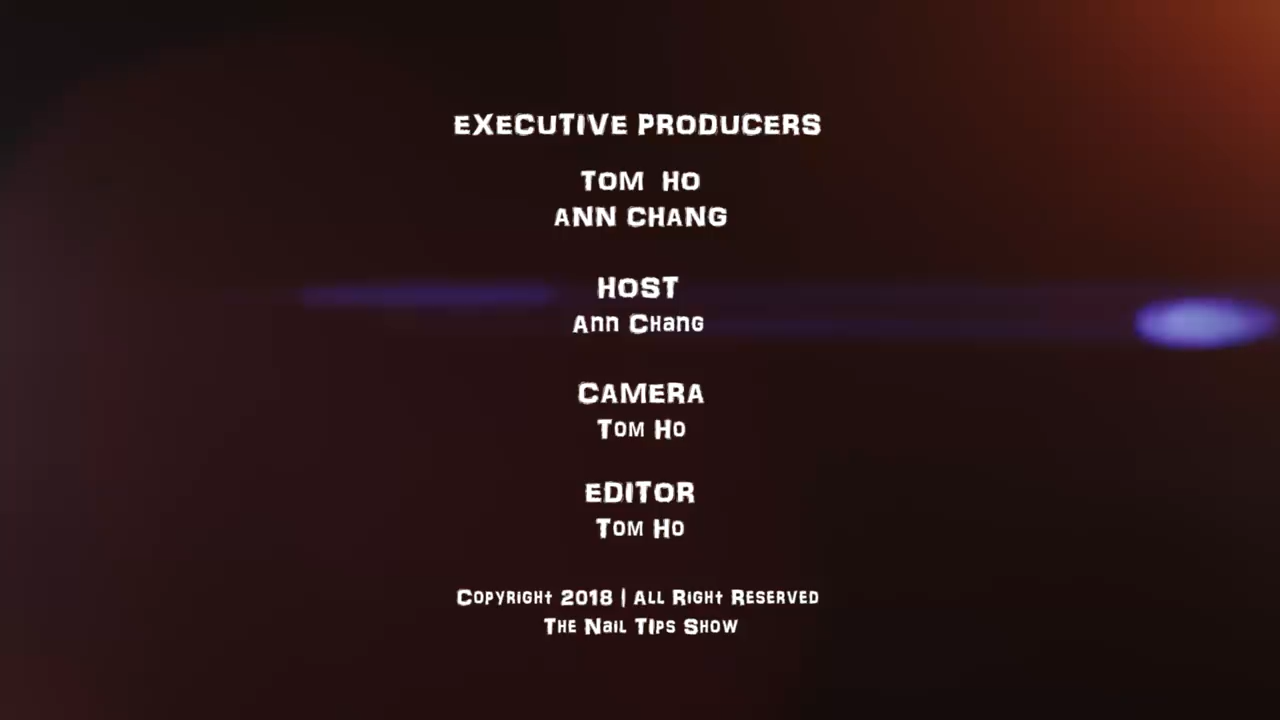 EXECUTIVE PRODUCERS
TOM HO
ANN CHANG
HOST
Ann Chang
CAMERA
Tom Ho
EDITOR
Tom Ho
Copyright 2018 | All Right Reserved
The Nail TIps Show